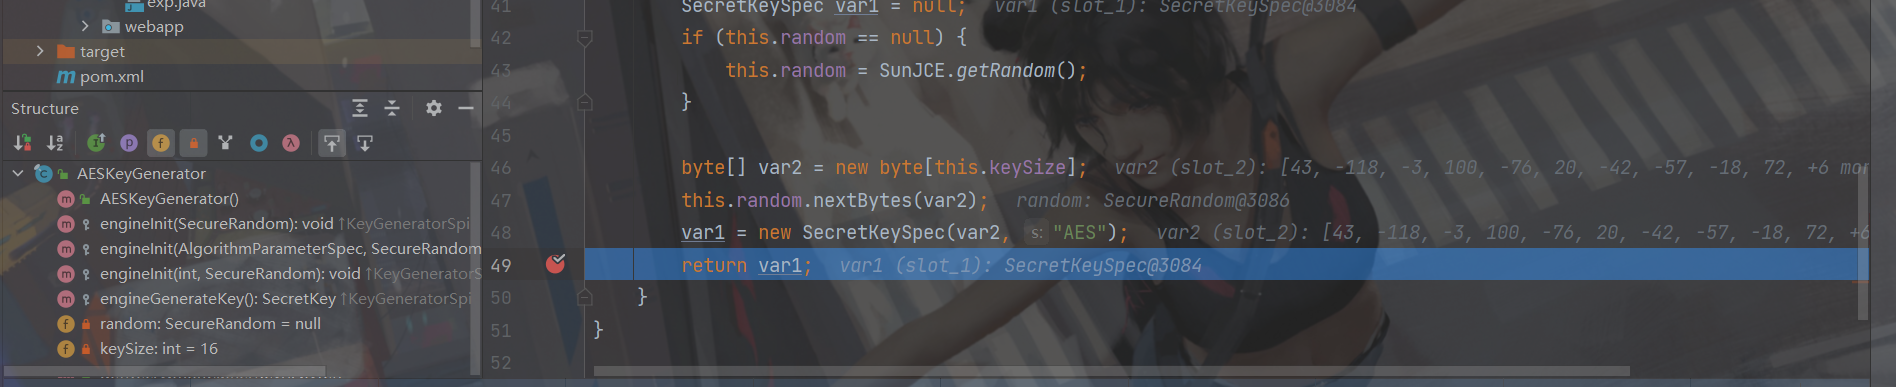 exp.java
webapp
target
pom.xml
Structure
AESKeyGenerator
AESKeyGenerator()
engineInit(SecureRandom): void ↑KeyGeneratorSpi
engineInit(AlgorithmParameterSpec, SecureRandom
engineInit(int, SecureRandom): void ↑KeyGeneratorS
engineGenerateKey(): SecretKey ↑KeyGeneratorSpi
random: SecureRandom = null
keySize: int = 16
41 SecretKeySpec var1 = null; var1 (slot_1): SecretKeySpec@3084
42 if (this.random == null) {
43 this.random = SunJCE.getRandom();
44 }
45
46 byte[] var2 = new byte[this.keySize]; var2 (slot_2): [43, -118, -3, 100, -76, 20, -42, -57, -18, 72, +6 mor
47 this.random.nextBytes(var2); random: SecureRandom@3086
48 var1 = new SecretKeySpec(var2, s: "AES"); var2 (slot_2): [43, -118, -3, 100, -76, 20, -42, -57, -18, 72, +6
49 return var1; var1 (slot_1): SecretKeySpec@3084
50 }
51 }
52